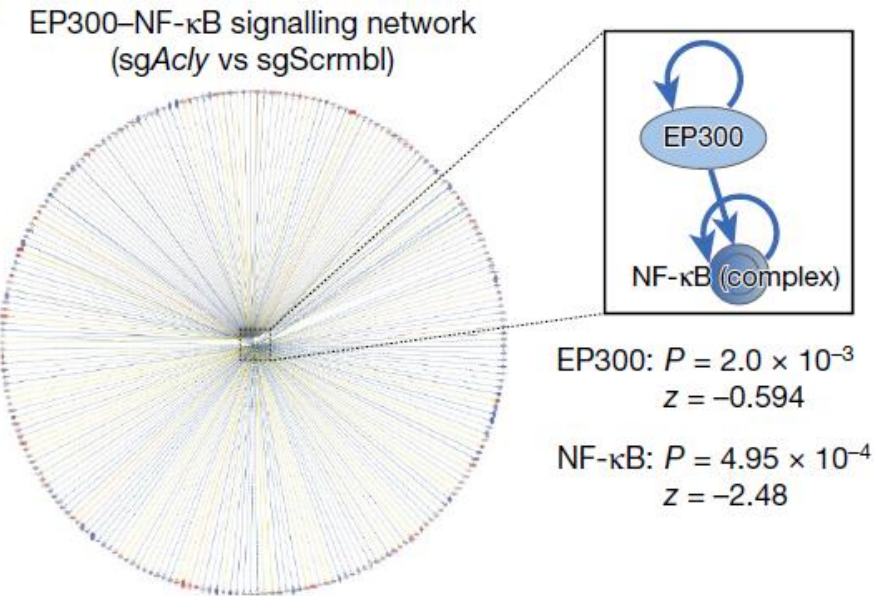 EP300–NF-κB signalling network
(sgAcly vs sgScrmbl)
EP300
NF-κB (complex)
EP300: P = 2.0 × 10⁻³
z = –0.594
NF-κB: P = 4.95 × 10⁻⁴
z = –2.48